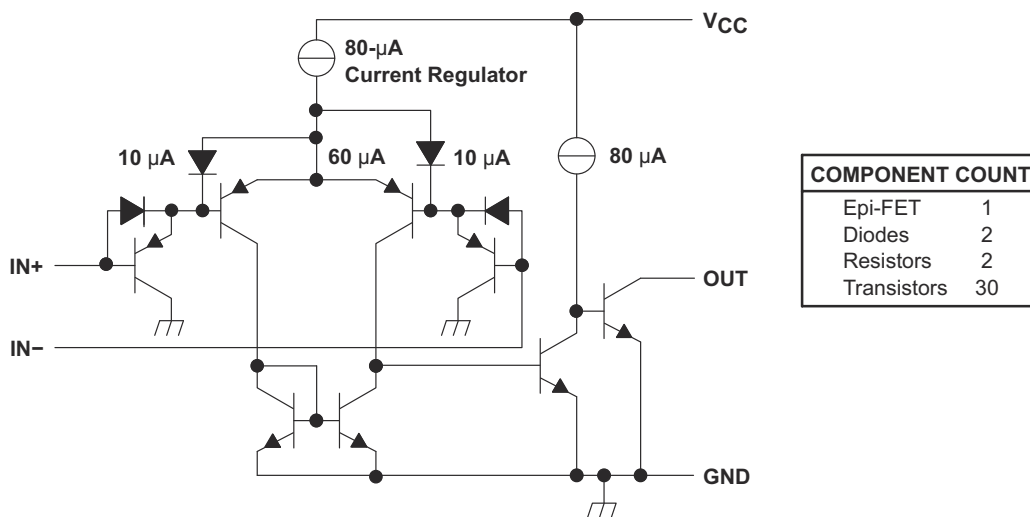 VCC
80-µA
Current Regulator
10 µA
60 µA
10 µA
80 µA
IN+
OUT
IN−
GND
COMPONENT COUNT
Epi-FET 1
Diodes 2
Resistors 2
Transistors 30